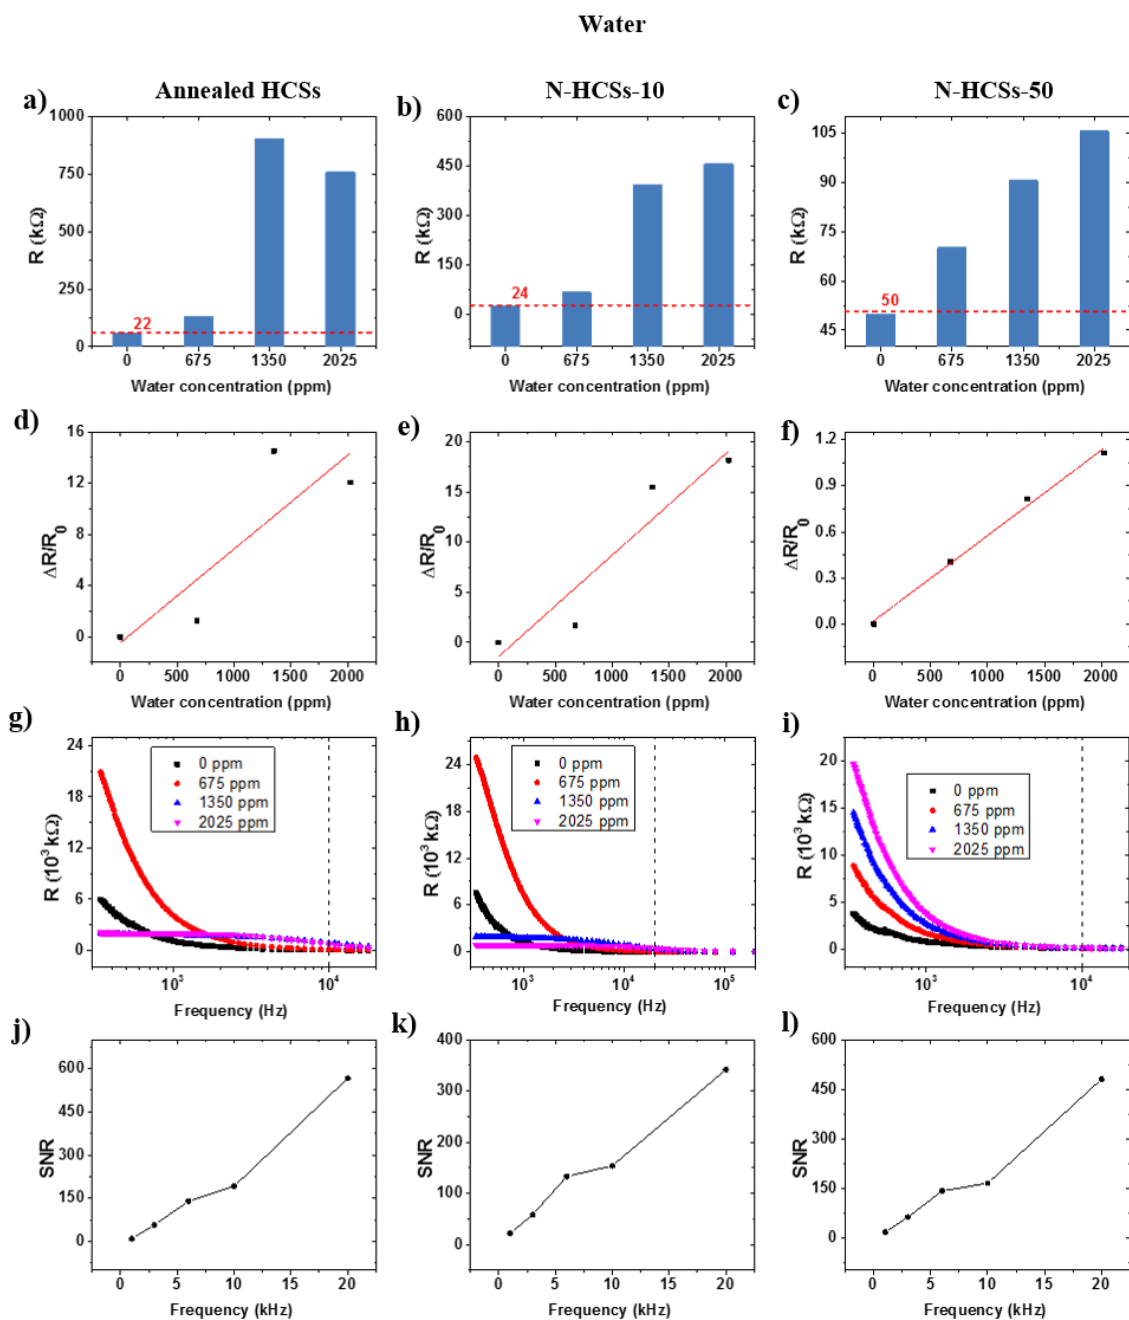 Water
Annealed HCSs
N-HCSs-10
N-HCSs-50
a)
R (kΩ)
1000
750
500
250
0
22
0 675 1350 2025
Water concentration (ppm)
b)
R (kΩ)
600
450
300
150
0
24
0 675 1350 2025
Water concentration (ppm)
c)
R (kΩ)
105
90
75
60
45
50
0 675 1350 2025
Water concentration (ppm)
d)
ΔR/R0
16
12
8
4
0
0 500 1000 1500 2000
Water concentration (ppm)
e)
ΔR/R0
20
15
10
5
0
0 500 1000 1500 2000
Water concentration (ppm)
f)
ΔR/R0
1.2
0.9
0.6
0.3
0.0
0 500 1000 1500 2000
Water concentration (ppm)
g)
R (10³ kΩ)
24
18
12
6
0
0 ppm
675 ppm
1350 ppm
2025 ppm
10³ 10⁴
Frequency (Hz)
h)
R (10³ kΩ)
24
18
12
6
0
0 ppm
675 ppm
1350 ppm
2025 ppm
10³ 10⁴ 10⁵
Frequency (Hz)
i)
R (10³ kΩ)
20
15
10
5
0
0 ppm
675 ppm
1350 ppm
2025 ppm
10³ 10⁴
Frequency (Hz)
j)
SNR
600
450
300
150
0
0 5 10 15 20
Frequency (kHz)
k)
SNR
400
300
200
100
0
0 5 10 15 20
Frequency (kHz)
l)
SNR
600
450
300
150
0
0 5 10 15 20
Frequency (kHz)